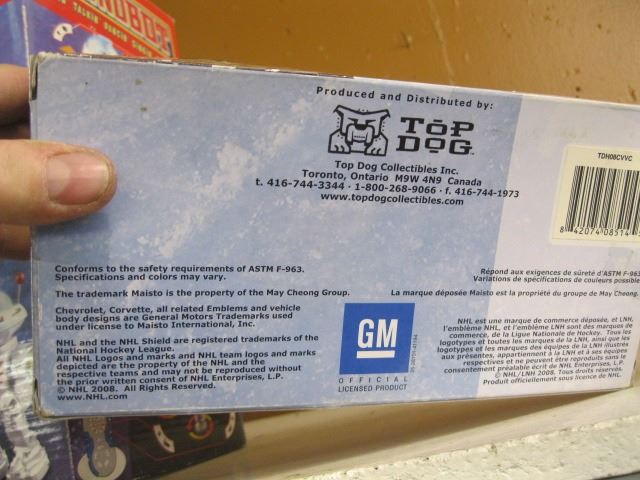 TALKIN' DANCIN' SINGIN'
Produced and Distributed by:
TOP
DOG
Top Dog Collectibles Inc.
Toronto, Ontario M9W 4N9 Canada
t. 416-744-3344 · 1-800-268-9066 · f. 416-744-1973
www.topdogcollectibles.com
TDH08CVVC
8 42074 08514
Conforms to the safety requirements of ASTM F-963.
Specifications and colors may vary.
The trademark Maisto is the property of the May Cheong Group.
Chevrolet, Corvette, all related Emblems and vehicle
body designs are General Motors Trademarks used
under license to Maisto International, Inc.
NHL and the NHL Shield are registered trademarks of the
National Hockey League.
All NHL Logos and marks and NHL team logos and marks
depicted are the property of the NHL and the
respective teams and may not be reproduced without
the prior written consent of NHL Enterprises, L.P.
© NHL 2008. All Rights Reserved.
www.NHL.com
GM
OFFICIAL
LICENSED PRODUCT
Répond aux exigences de sûreté d'ASTM F-963.
Variations de spécifications de couleurs possible
La marque déposée Maisto est la propriété du groupe de May Cheong.
NHL est une marque de commerce déposée, et LNH,
l'emblème NHL, et l'emblème LNH sont des marques de
commerce, de la Ligue Nationale de Hockey. Tous les
logotypes et toutes les marques de la LNH, ainsi que les
logotypes et les marques des équipes de la LNH illustré
aux présentes, appartiennent à la LNH et à ses équipes
respectives et ne peuvent être reproduits sans le
consentement préalable écrit de NHL Enterprises, L.P.
© NHL/LNH 2008. Tous droits réservés.
Produit officiellement sous licence de NHL.